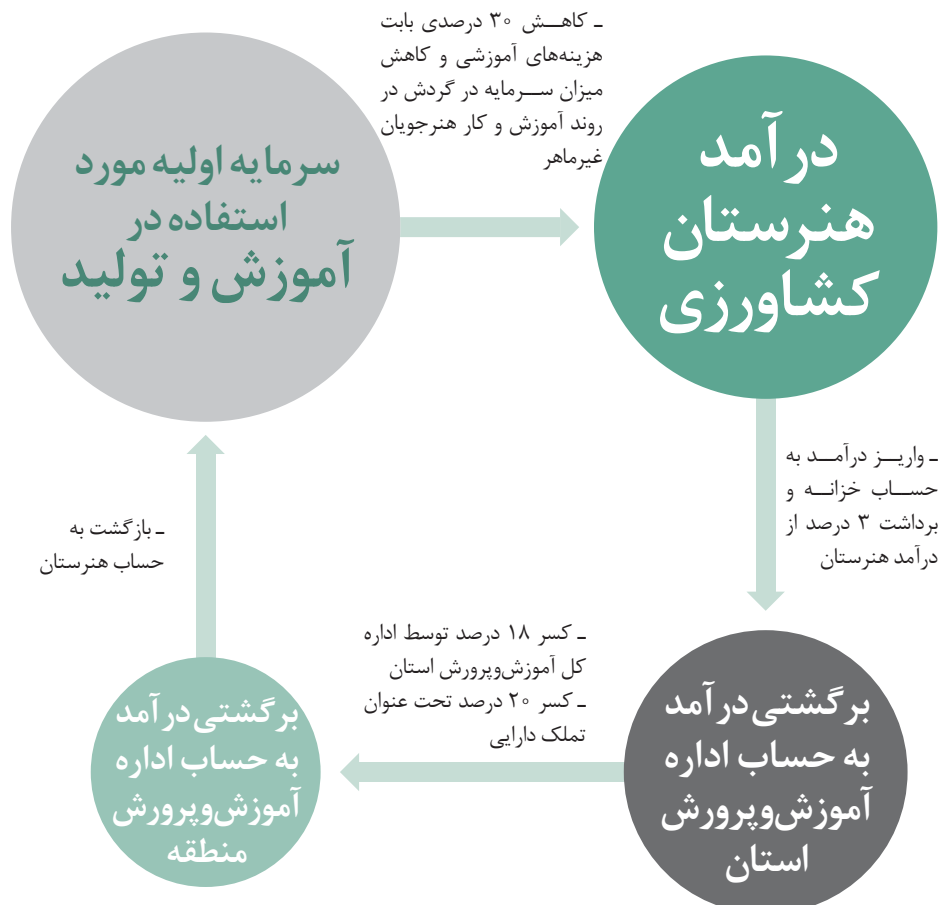 ـ کاهش ۳۰ درصدی بابت
هزینه‌های آموزشی و کاهش
میزان سرمایه در گردش در
روند آموزش و کار هنرجویان
غیرماهر
درآمد
هنرستان
کشاورزی
سرمایه اولیه مورد
استفاده در
آموزش و تولید
ـ واریز درآمد به
حساب خزانه و
برداشت ۳ درصد از
درآمد هنرستان
ـ بازگشت به
حساب هنرستان
ـ کسر ۱۸ درصد توسط اداره
کل آموزش‌وپرورش استان
ـ کسر ۲۰ درصد تحت عنوان
تملک دارایی
برگشتی درآمد
به حساب اداره
آموزش‌وپرورش
استان
برگشتی درآمد
به حساب اداره
آموزش‌وپرورش
منطقه